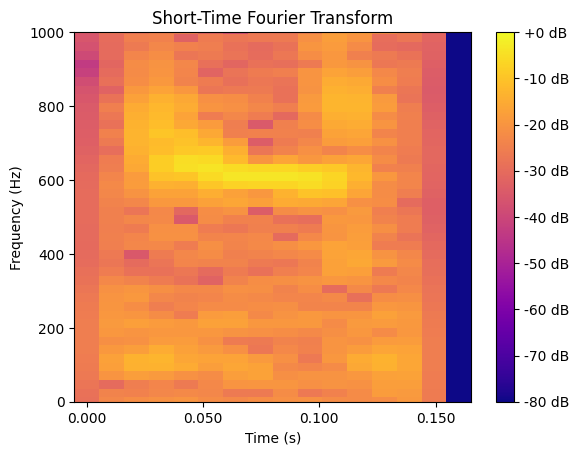 Short-Time Fourier Transform
1000
800
600
400
200
0
Frequency (Hz)
0.000
0.050
0.100
0.150
Time (s)
+0 dB
-10 dB
-20 dB
-30 dB
-40 dB
-50 dB
-60 dB
-70 dB
-80 dB